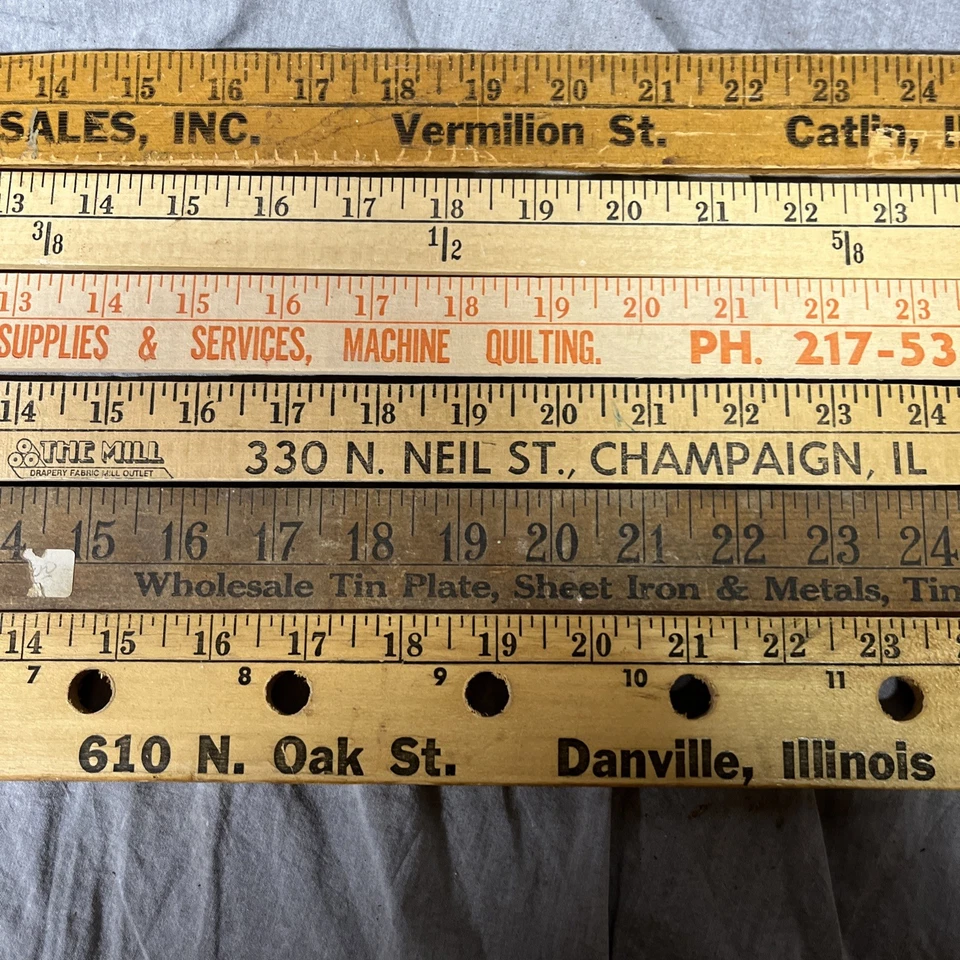 14 15 16 17 18 19 20 21 22 23 24
SALES, INC. Vermilion St. Catlin, I
13 14 15 16 17 18 19 20 21 22 23
3/8 1/2 5/8
13 14 15 16 17 18 19 20 21 22 23
SUPPLIES & SERVICES, MACHINE QUILTING. PH. 217-53
14 15 16 17 18 19 20 21 22 23 24
THE MILL 330 N. NEIL ST., CHAMPAIGN, IL
DRAPERY FABRIC MILL OUTLET
4 15 16 17 18 19 20 21 22 23 24
Wholesale Tin Plate, Sheet Iron & Metals, Tin
14 15 16 17 18 19 20 21 22 23
7 8 9 10 11
610 N. Oak St. Danville, Illinois